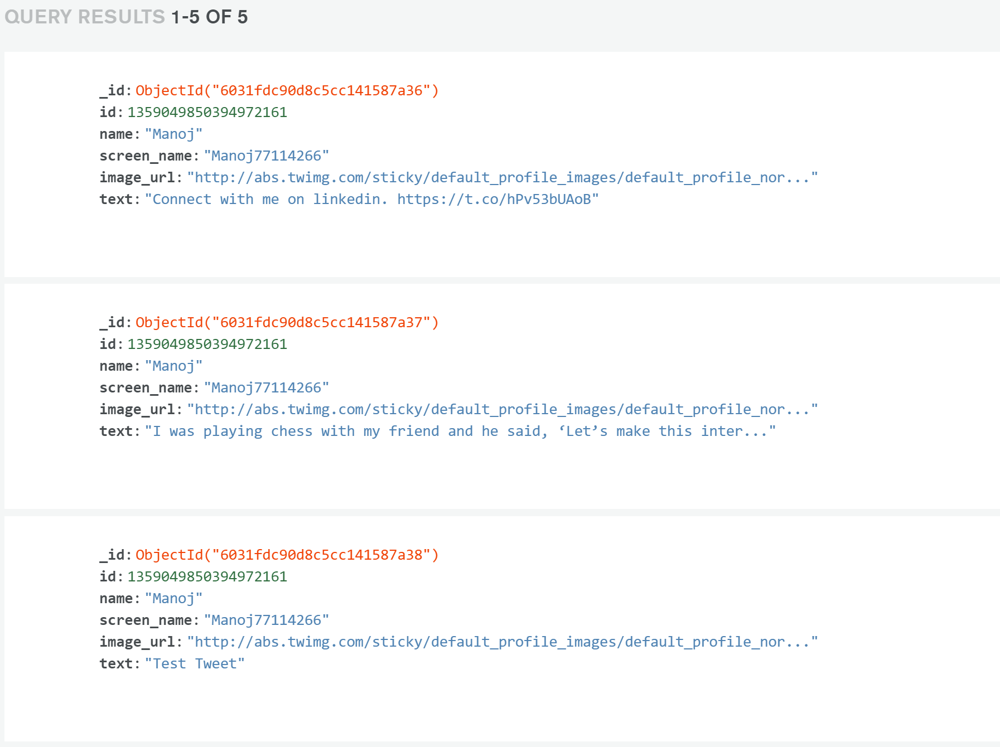 QUERY RESULTS 1-5 OF 5
_id: ObjectId("6031fdc90d8c5cc141587a36")
id: 1359049850394972161
name: "Manoj"
screen_name: "Manoj77114266"
image_url: "http://abs.twimg.com/sticky/default_profile_images/default_profile_nor..."
text: "Connect with me on linkedin. https://t.co/hPv53bUAoB"
_id: ObjectId("6031fdc90d8c5cc141587a37")
id: 1359049850394972161
name: "Manoj"
screen_name: "Manoj77114266"
image_url: "http://abs.twimg.com/sticky/default_profile_images/default_profile_nor..."
text: "I was playing chess with my friend and he said, ‘Let’s make this inter..."
_id: ObjectId("6031fdc90d8c5cc141587a38")
id: 1359049850394972161
name: "Manoj"
screen_name: "Manoj77114266"
image_url: "http://abs.twimg.com/sticky/default_profile_images/default_profile_nor..."
text: "Test Tweet"